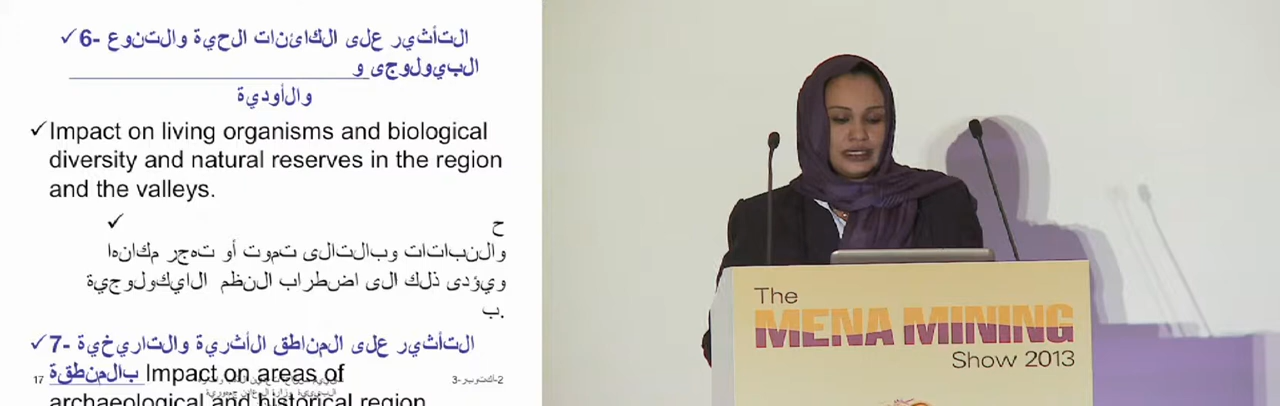 ✓ 6- التأثير على الكائنات الحية والتنوع
البيولوجى و
والأودية
✓ Impact on living organisms and biological
diversity and natural reserves in the region
and the valleys.
✓ ح
والنباتات وبالتالى تموت أو تهجر مكانها
ويؤدى ذلك الى اضطراب النظم الايكولوجية
ب.
✓ 7- التأثير على المناطق الأثرية والتاريخية
بالمنطقة Impact on areas of
archaeological and historical region
17
2-أكتوبر-3
The
MENA MINING
Show 2013